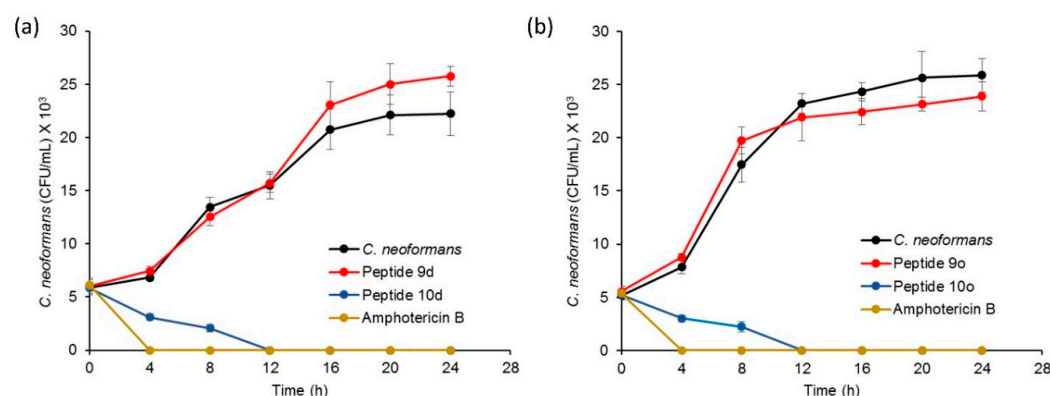 (a)
30
25
20
15
10
5
0
C. neoformans (CFU/mL) X 10³
C. neoformans
Peptide 9d
Peptide 10d
Amphotericin B
0 4 8 12 16 20 24 28
Time (h)
(b)
30
25
20
15
10
5
0
C. neoformans (CFU/mL) X 10³
C. neoformans
Peptide 9o
Peptide 10o
Amphotericin B
0 4 8 12 16 20 24 28
Time (h)